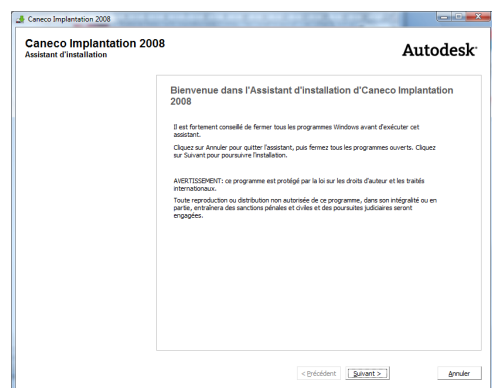 Caneco Implantation 2008
Caneco Implantation 2008
Assistant d'installation
Autodesk
Bienvenue dans l'Assistant d'installation d'Caneco Implantation
2008
Il est fortement conseillé de fermer tous les programmes Windows avant d'exécuter cet
assistant.
Cliquez sur Annuler pour quitter l'assistant, puis fermez tous les programmes ouverts. Cliquez
sur Suivant pour poursuivre l'installation.
AVERTISSEMENT: ce programme est protégé par la loi sur les droits d'auteur et les traités
internationaux.
Toute reproduction ou distribution non autorisée de ce programme, dans son intégralité ou en
partie, entraînera des sanctions pénales et civiles et des poursuites judiciaires seront
engagées.
< Précédent Suivant > Annuler